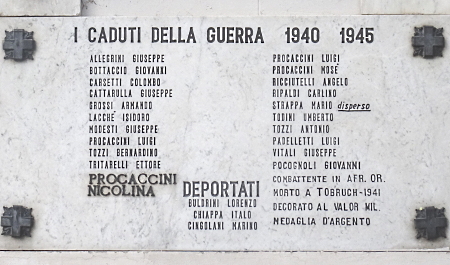 I CADUTI DELLA GUERRA 1940 1945
ALLEGRINI GIUSEPPE
BOTTACCIO GIOVANNI
CARSETTI COLOMBO
CATTARULLA GIUSEPPE
GROSSI ARMANDO
LACCHÈ ISIDORO
MODESTI GIUSEPPE
PROCACCINI LUIGI
TOZZI BERNARDINO
TRITARELLI ETTORE
PROCACCINI
NICOLINA
PROCACCINI LUIGI
PROCACCINI MOSÉ
RICCIUTELLI ANGELO
RIPALDI CARLINO
STRAPPA MARIO disperso
TODINI UMBERTO
TOZZI ANTONIO
PADELLETTI LUIGI
VITALI GIUSEPPE
POCOGNOLI GIOVANNI
COMBATTENTE IN AFR. OR.
MORTO A TOBRUCH-1941
DECORATO AL VALOR MIL.
MEDAGLIA D'ARGENTO
DEPORTATI
BULDRINI LORENZO
CHIAPPA ITALO
CINGOLANI MARINO